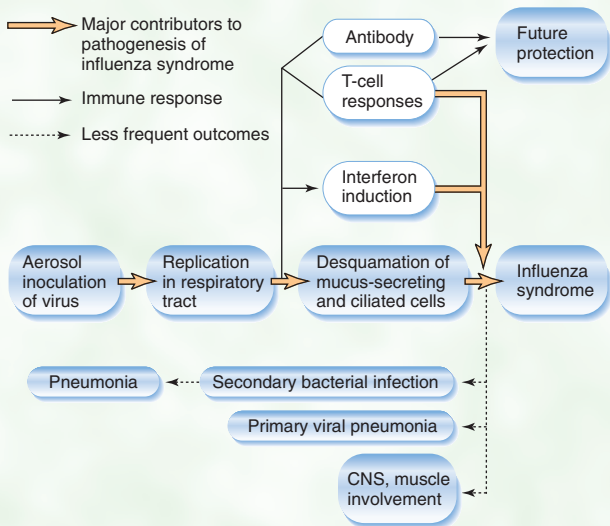 Major contributors to
pathogenesis of
influenza syndrome
Immune response
Less frequent outcomes
Antibody
T-cell
responses
Future
protection
Interferon
induction
Aerosol
inoculation
of virus
Replication
in respiratory
tract
Desquamation of
mucus-secreting
and ciliated cells
Influenza
syndrome
Pneumonia
Secondary bacterial infection
Primary viral pneumonia
CNS, muscle
involvement